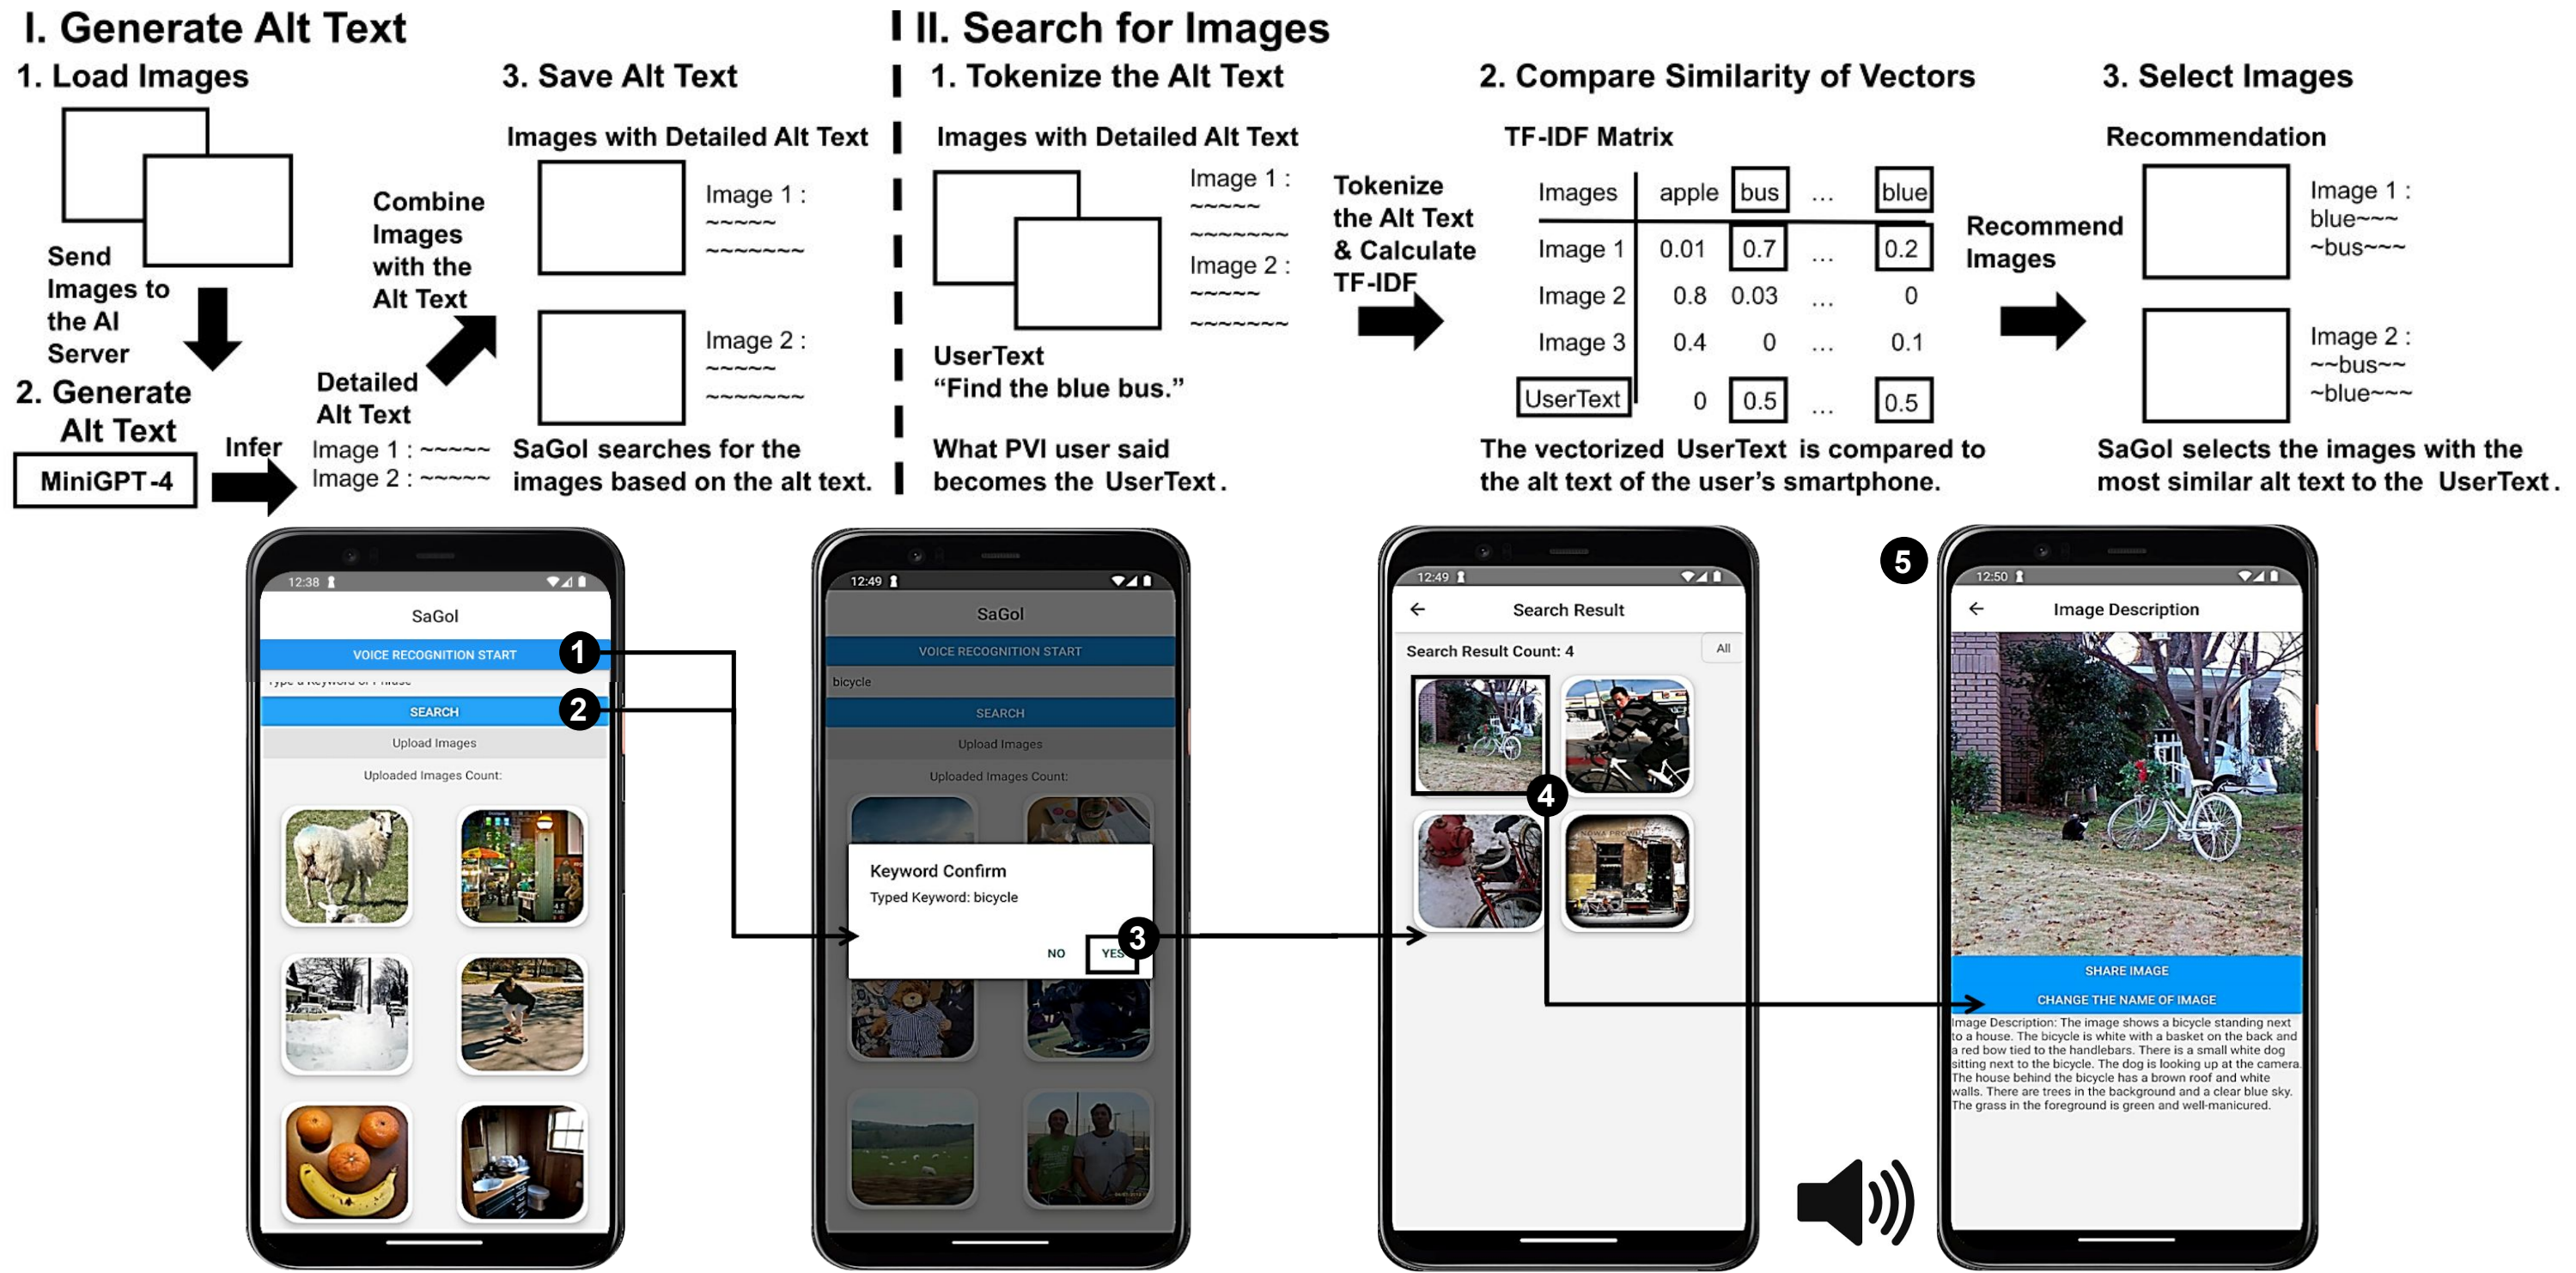 I. Generate Alt Text
1. Load Images
Send
Images to
the AI
Server
2. Generate
Alt Text
MiniGPT-4
Infer
Detailed
Alt Text
Image 1 : ~~~~~
Image 2 : ~~~~~
Combine
Images
with the
Alt Text
3. Save Alt Text
Images with Detailed Alt Text
Image 1 :
~~~~~
~~~~~~~
Image 2 :
~~~~~
~~~~~~~
SaGol searches for the
images based on the alt text.
II. Search for Images
1. Tokenize the Alt Text
Images with Detailed Alt Text
Image 1 :
~~~~~
~~~~~~~
Image 2 :
~~~~~
~~~~~~~
UserText
“Find the blue bus.”
What PVI user said
becomes the UserText.
Tokenize
the Alt Text
& Calculate
TF-IDF
2. Compare Similarity of Vectors
TF-IDF Matrix
Images apple bus ... blue
Image 1 0.01 0.7 ... 0.2
Image 2 0.8 0.03 ... 0
Image 3 0.4 0 ... 0.1
UserText 0 0.5 ... 0.5
The vectorized UserText is compared to
the alt text of the user’s smartphone.
Recommend
Images
3. Select Images
Recommendation
Image 1 :
blue~~~
~bus~~~
Image 2 :
~~bus~~
~blue~~~
SaGol selects the images with the
most similar alt text to the UserText.
12:38
SaGol
VOICE RECOGNITION START
1
Type a Keyword or Phrase
SEARCH
2
Upload Images
Uploaded Images Count:
12:49
SaGol
VOICE RECOGNITION START
bicycle
SEARCH
Upload Images
Uploaded Images Count:
Keyword Confirm
Typed Keyword: bicycle
NO YES
3
12:49
Search Result
Search Result Count: 4
All
4
5
12:50
Image Description
SHARE IMAGE
CHANGE THE NAME OF IMAGE
Image Description: The image shows a bicycle standing next
to a house. The bicycle is white with a basket on the back and
a red bow tied to the handlebars. There is a small white dog
sitting next to the bicycle. The dog is looking up at the camera.
The house behind the bicycle has a brown roof and white
walls. There are trees in the background and a clear blue sky.
The grass in the foreground is green and well-manicured.